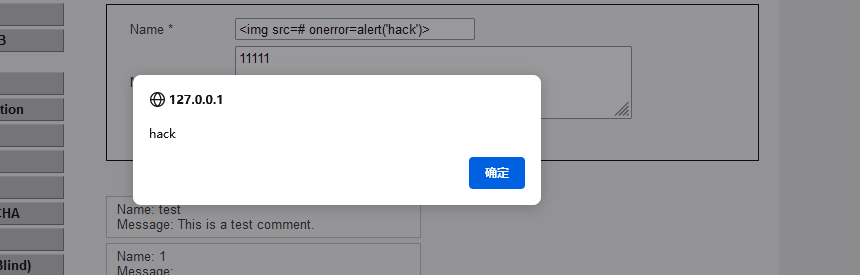 B
Name *
<img src=# onerror=alert('hack')>
11111
tion
127.0.0.1
hack
确定
CHA
Name: test
Message: This is a test comment.
Name: 1
Message:
Blind)